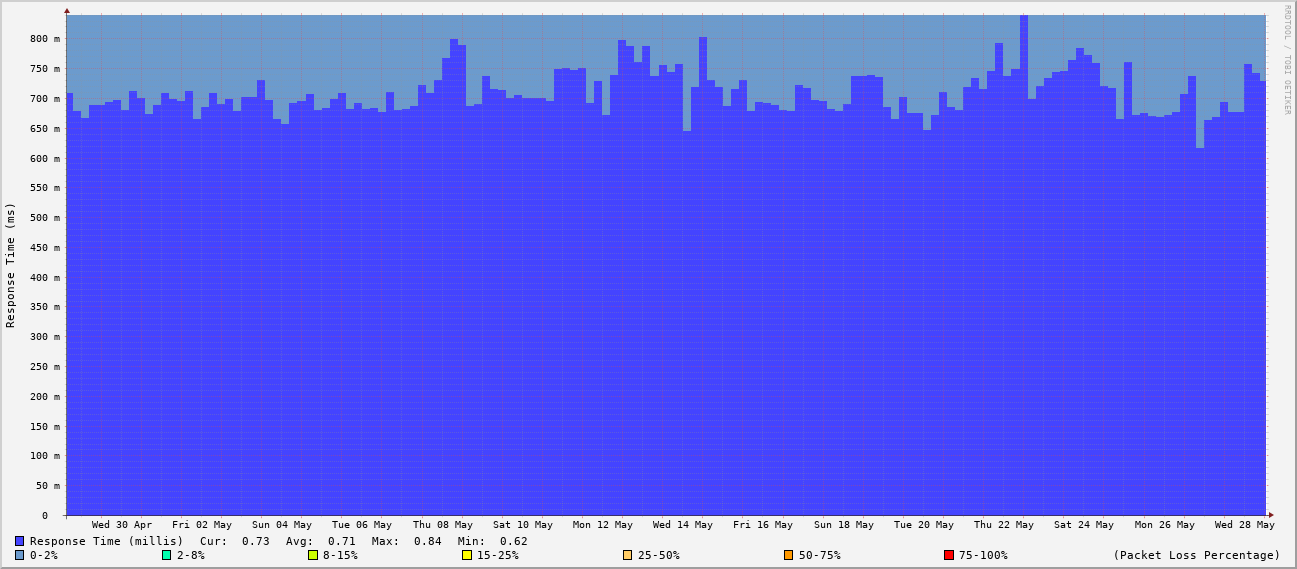 RRDTOOL / TOBI OETIKER
Response Time (ms)
800 m
750 m
700 m
650 m
600 m
550 m
500 m
450 m
400 m
350 m
300 m
250 m
200 m
150 m
100 m
50 m
0
Wed 30 Apr Fri 02 May Sun 04 May Tue 06 May Thu 08 May Sat 10 May Mon 12 May Wed 14 May Fri 16 May Sun 18 May Tue 20 May Thu 22 May Sat 24 May Mon 26 May Wed 28 May
Response Time (millis) Cur: 0.73 Avg: 0.71 Max: 0.84 Min: 0.62
0-2% 2-8% 8-15% 15-25% 25-50% 50-75% 75-100% (Packet Loss Percentage)